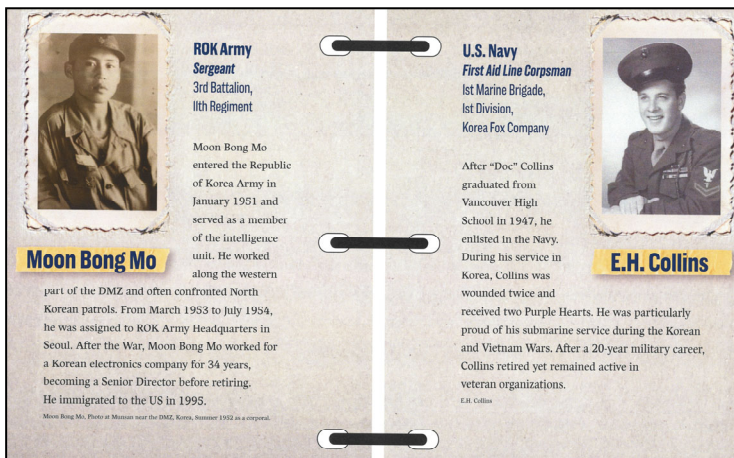 ROK Army
Sergeant
3rd Battalion,
11th Regiment
Moon Bong Mo
entered the Republic
of Korea Army in
January 1951 and
served as a member
of the intelligence
unit. He worked
along the western
part of the DMZ and often confronted North
Korean patrols. From March 1953 to July 1954,
he was assigned to ROK Army Headquarters in
Seoul. After the War, Moon Bong Mo worked for
a Korean electronics company for 34 years,
becoming a Senior Director before retiring.
He immigrated to the US in 1995.
Moon Bong Mo, Photo at Munsan near the DMZ, Korea, Summer 1952 as a corporal.
Moon Bong Mo
U.S. Navy
First Aid Line Corpsman
1st Marine Brigade,
1st Division,
Korea Fox Company
After “Doc” Collins
graduated from
Vancouver High
School in 1947, he
enlisted in the Navy.
During his service in
Korea, Collins was
wounded twice and
received two Purple Hearts. He was particularly
proud of his submarine service during the Korean
and Vietnam Wars. After a 20-year military career,
Collins retired yet remained active in
veteran organizations.
E.H. Collins
E.H. Collins